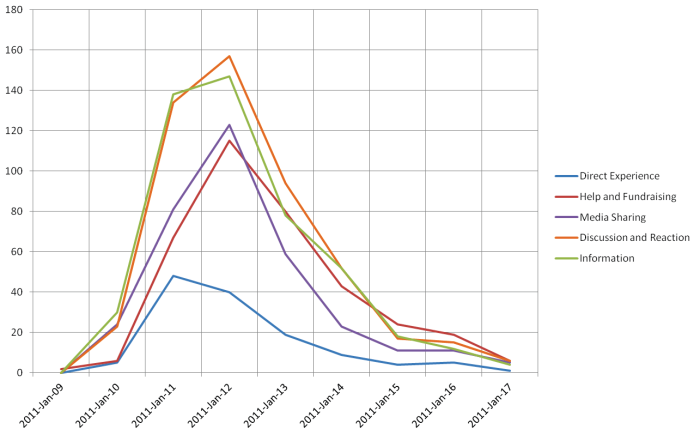 180
160
140
120
100
80
60
40
20
0
2011-Jan-09
2011-Jan-10
2011-Jan-11
2011-Jan-12
2011-Jan-13
2011-Jan-14
2011-Jan-15
2011-Jan-16
2011-Jan-17
Direct Experience
Help and Fundraising
Media Sharing
Discussion and Reaction
Information